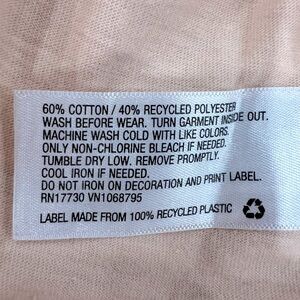 60% COTTON / 40% RECYCLED POLYESTER
WASH BEFORE WEAR. TURN GARMENT INSIDE OUT.
MACHINE WASH COLD WITH LIKE COLORS.
ONLY NON-CHLORINE BLEACH IF NEEDED.
TUMBLE DRY LOW. REMOVE PROMPTLY.
COOL IRON IF NEEDED.
DO NOT IRON ON DECORATION AND PRINT LABEL.
RN17730 VN1068795
LABEL MADE FROM 100% RECYCLED PLASTIC